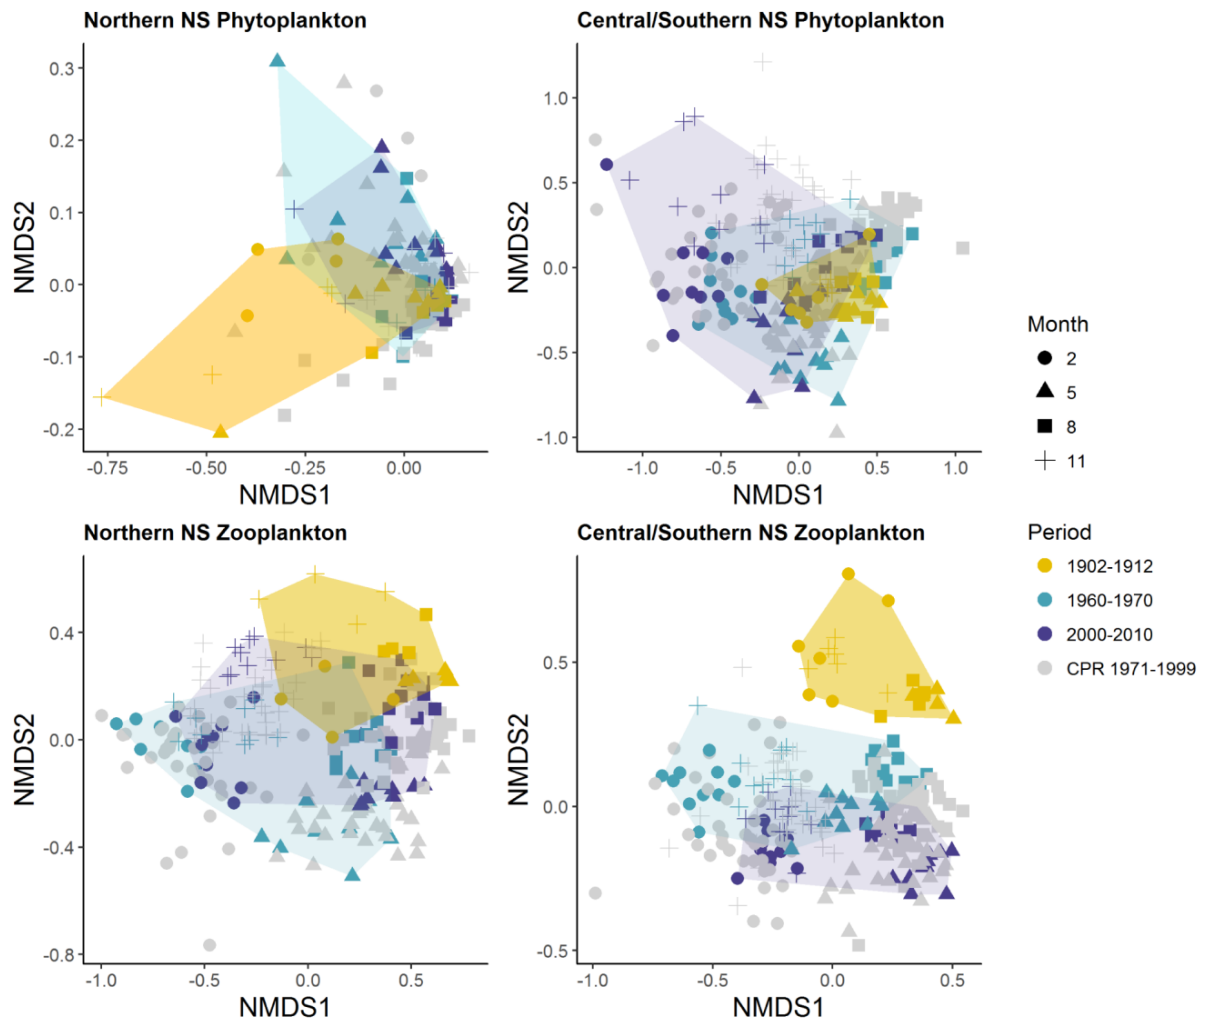 Northern NS Phytoplankton
Central/Southern NS Phytoplankton
0.3
0.2
0.1
0.0
-0.1
-0.2
NMDS2
-0.75
-0.50
-0.25
0.00
NMDS1
1.0
0.5
0.0
-0.5
-1.0
NMDS2
-1.0
-0.5
0.0
0.5
1.0
NMDS1
Month
2
5
8
11
Northern NS Zooplankton
Central/Southern NS Zooplankton
0.4
0.0
-0.4
-0.8
NMDS2
-1.0
-0.5
0.0
0.5
NMDS1
0.5
0.0
-0.5
NMDS2
-1.0
-0.5
0.0
0.5
NMDS1
Period
1902-1912
1960-1970
2000-2010
CPR 1971-1999